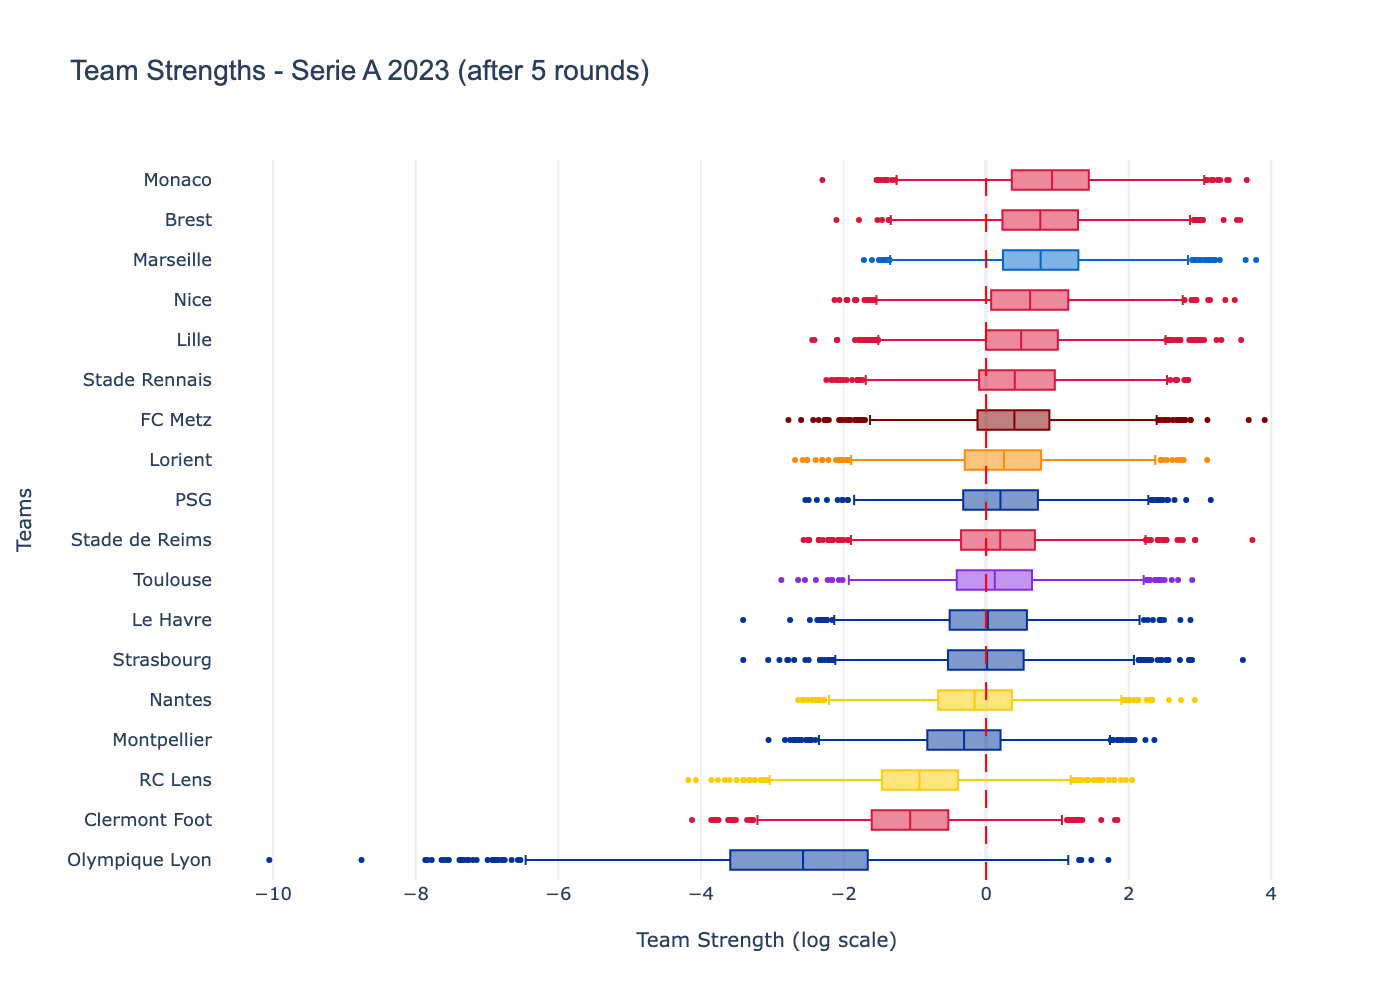 Team Strengths - Serie A 2023 (after 5 rounds)
Teams
Monaco
Brest
Marseille
Nice
Lille
Stade Rennais
FC Metz
Lorient
PSG
Stade de Reims
Toulouse
Le Havre
Strasbourg
Nantes
Montpellier
RC Lens
Clermont Foot
Olympique Lyon
−10 −8 −6 −4 −2 0 2 4
Team Strength (log scale)